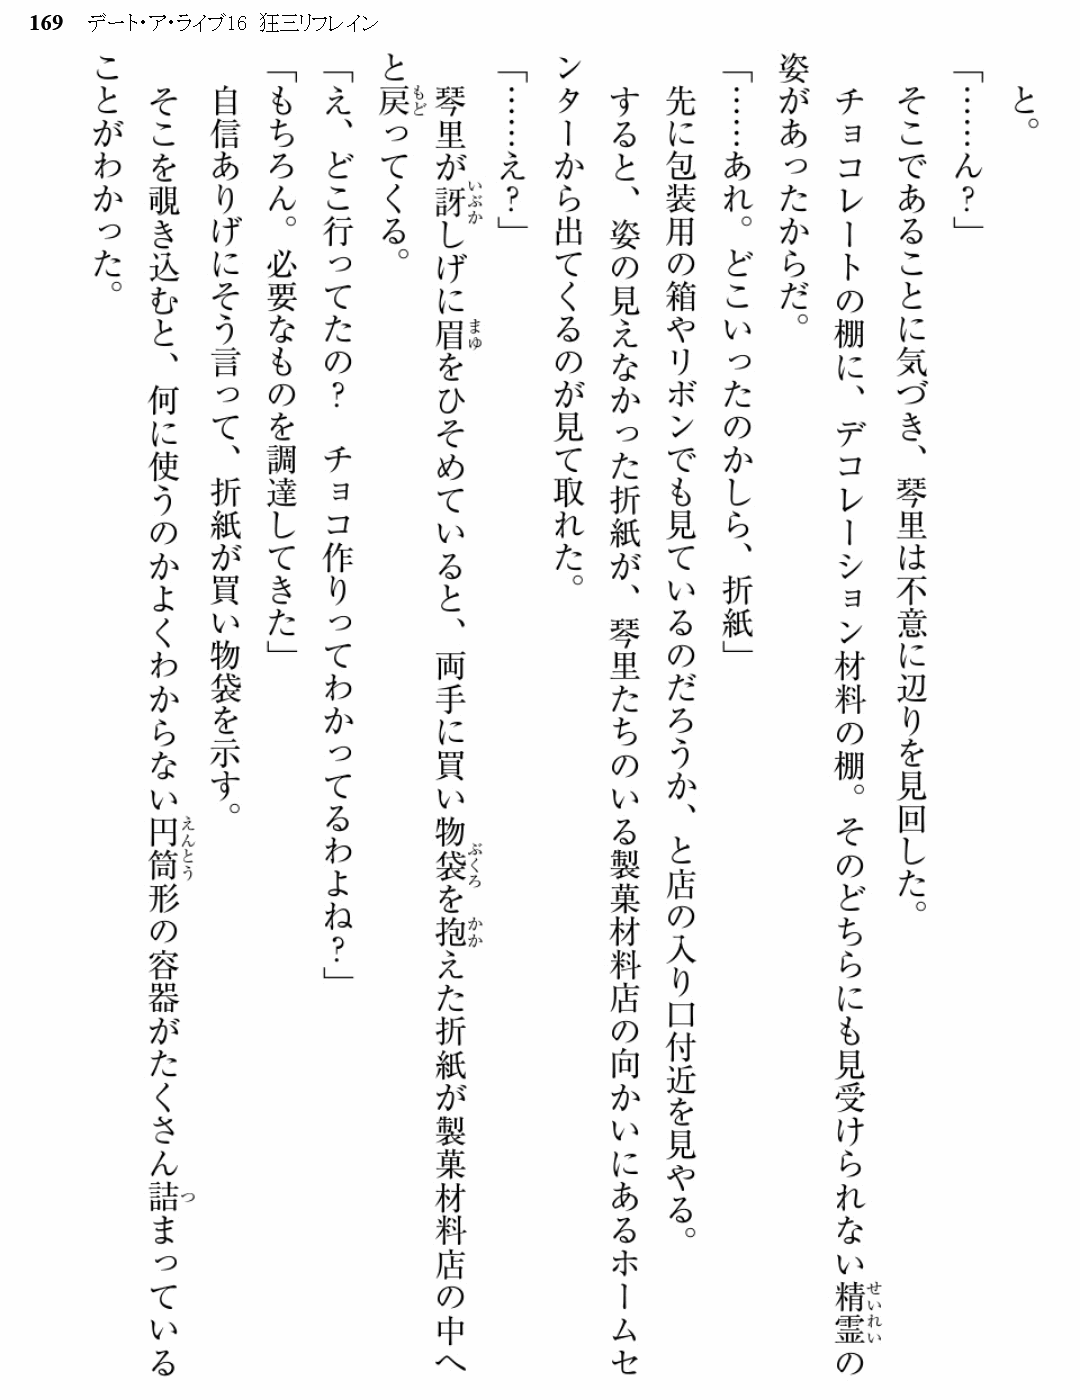 169 デート・ア・ライブ16 狂三リフレイン
と。
「……ん？」
そこであることに気づき、琴里は不意に辺りを見回した。
チョコレートの棚に、デコレーション材料の棚。そのどちらにも見受けられない精霊の
姿があったからだ。
「……あれ。どこいったのかしら、折紙」
先に包装用の箱やリボンでも見ているのだろうか、と店の入り口付近を見やる。
すると、姿の見えなかった折紙が、琴里たちのいる製菓材料店の向かいにあるホームセ
ンターから出てくるのが見て取れた。
「……え？」
琴里が訝しげに眉をひそめていると、両手に買い物袋を抱えた折紙が製菓材料店の中へ
と戻ってくる。
「え、どこ行ってたの？　チョコ作りってわかってるわよね？」
「もちろん。必要なものを調達してきた」
自信ありげにそう言って、折紙が買い物袋を示す。
そこを覗き込むと、何に使うのかよくわからない円筒形の容器がたくさん詰まっている
ことがわかった。